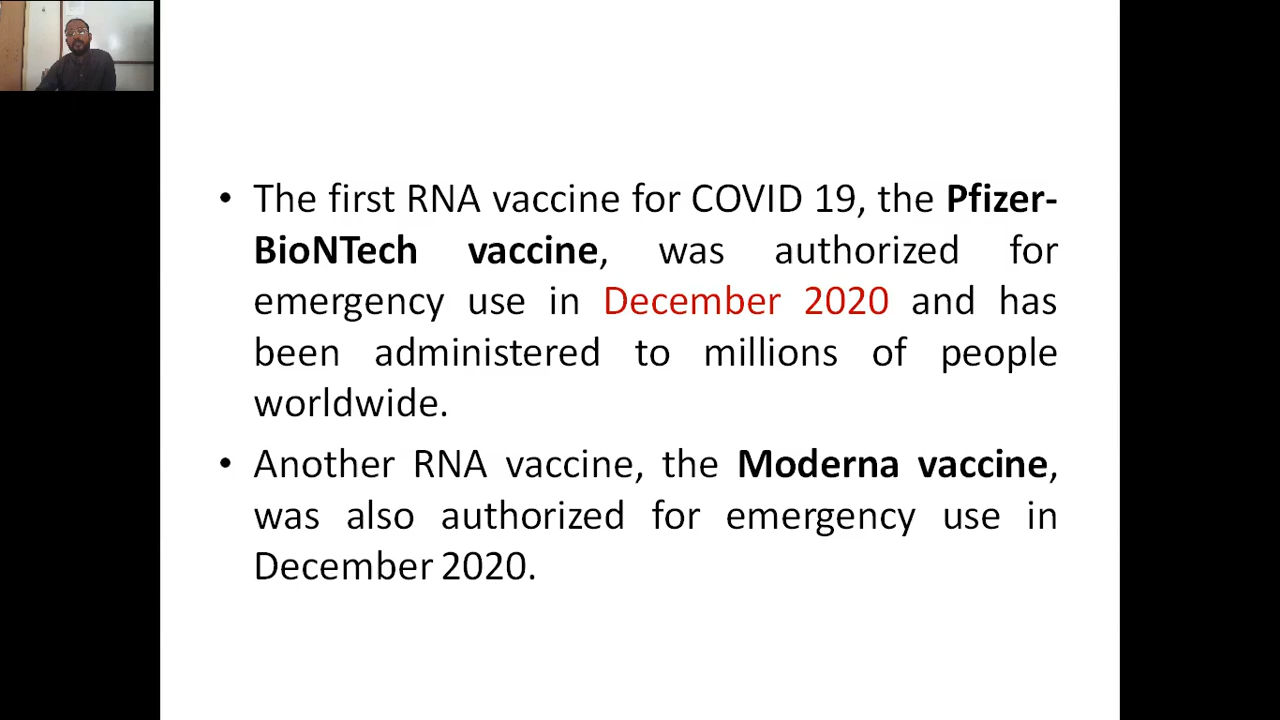 • The first RNA vaccine for COVID 19, the Pfizer-
BioNTech vaccine, was authorized for
emergency use in December 2020 and has
been administered to millions of people
worldwide.
• Another RNA vaccine, the Moderna vaccine,
was also authorized for emergency use in
December 2020.